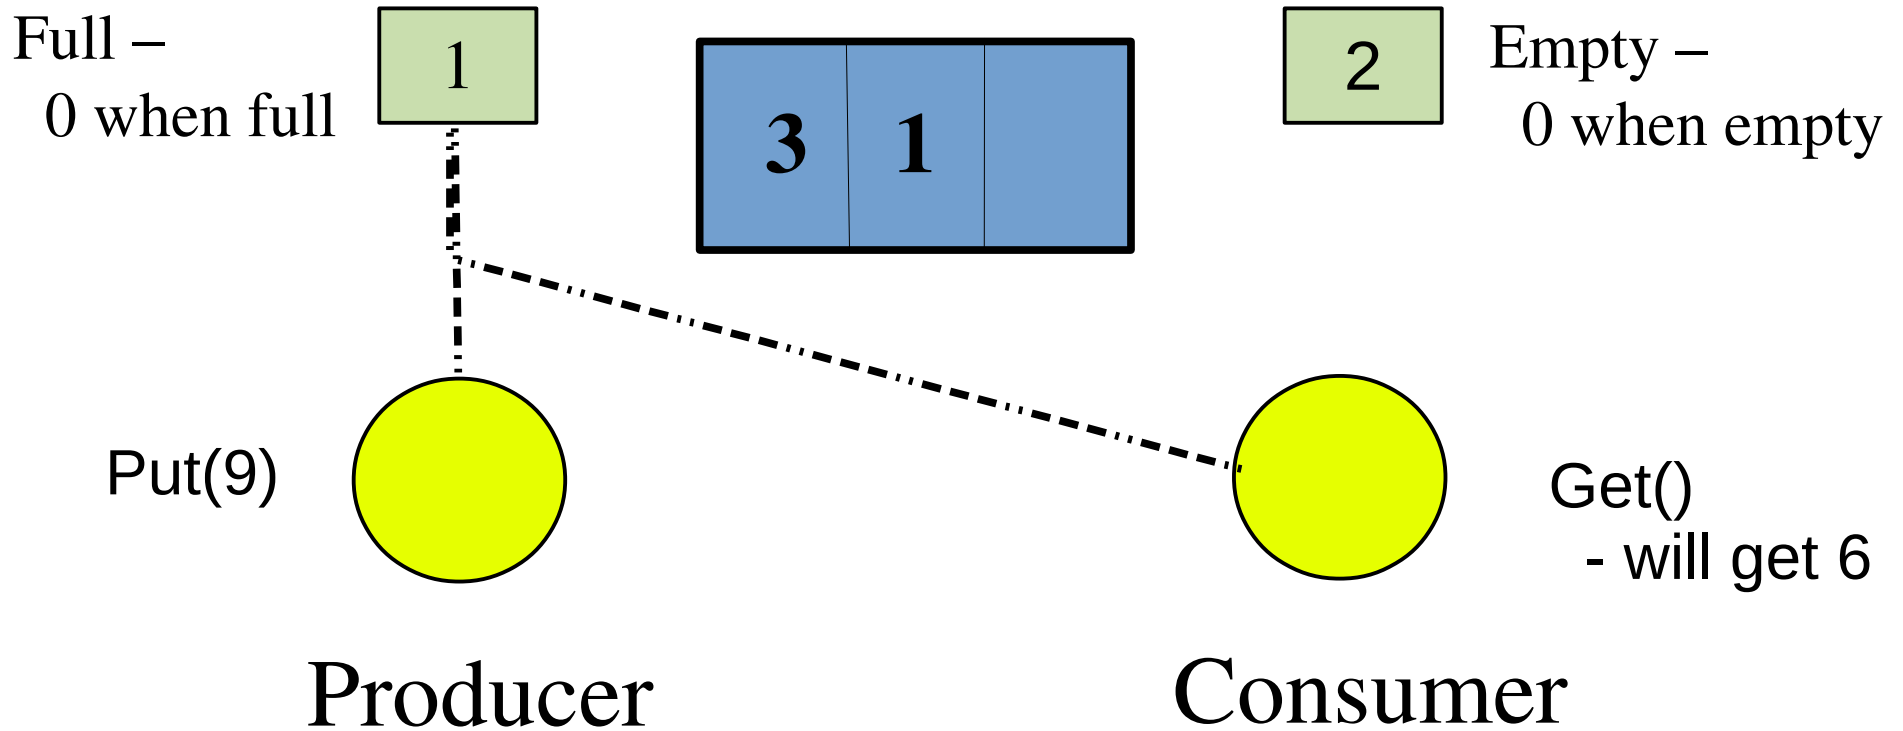 Full –
0 when full
1
3 1
2
Empty –
0 when empty
Put(9)
Get()
- will get 6
Producer
Consumer